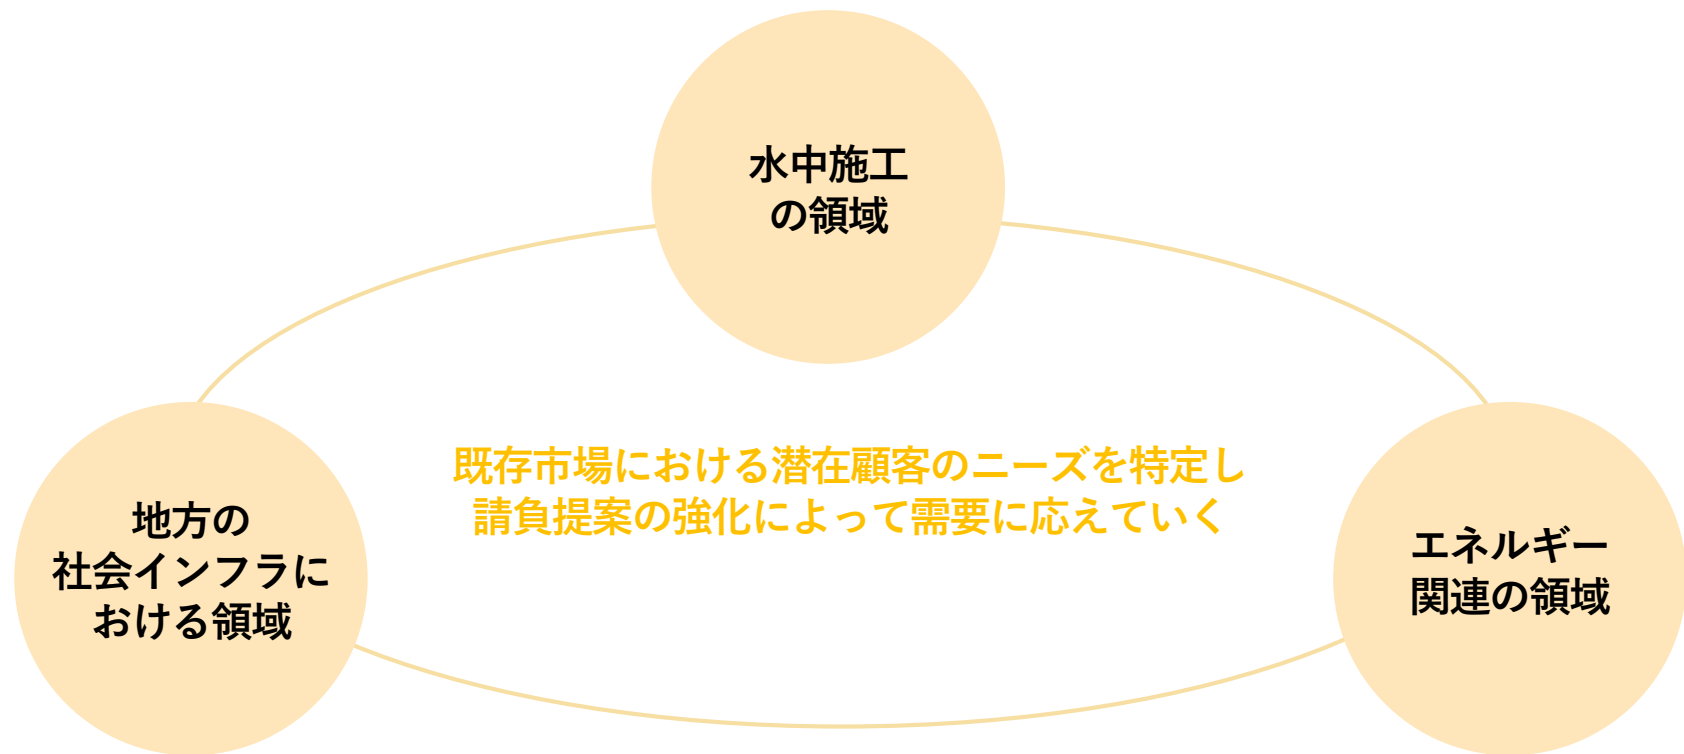 水中施工
の領域
既存市場における潜在顧客のニーズを特定し
請負提案の強化によって需要に応えていく
地方の
社会インフラに
おける領域
エネルギー
関連の領域